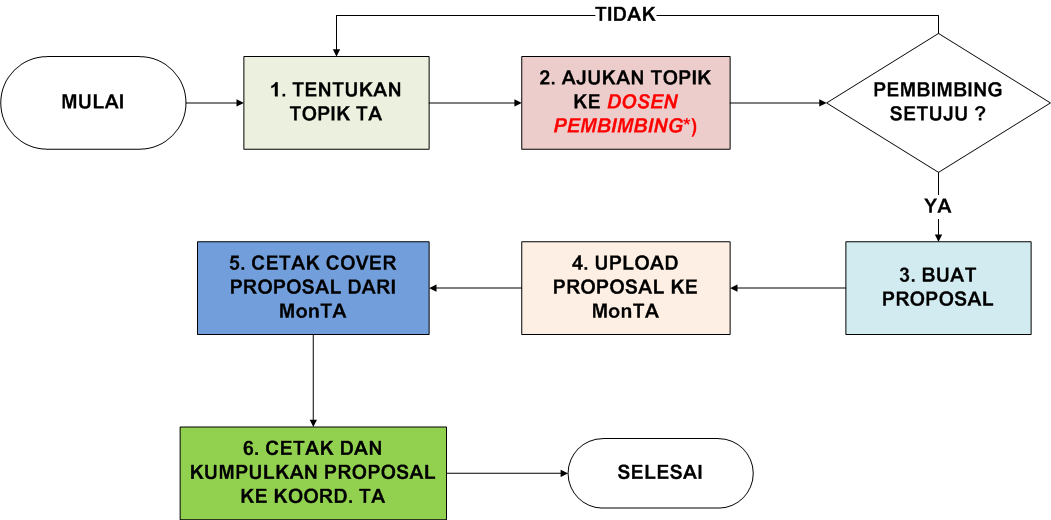 TIDAK
MULAI
1. TENTUKAN
TOPIK TA
2. AJUKAN TOPIK
KE DOSEN
PEMBIMBING*)
PEMBIMBING
SETUJU ?
YA
3. BUAT
PROPOSAL
4. UPLOAD
PROPOSAL KE
MonTA
5. CETAK COVER
PROPOSAL DARI
MonTA
6. CETAK DAN
KUMPULKAN PROPOSAL
KE KOORD. TA
SELESAI